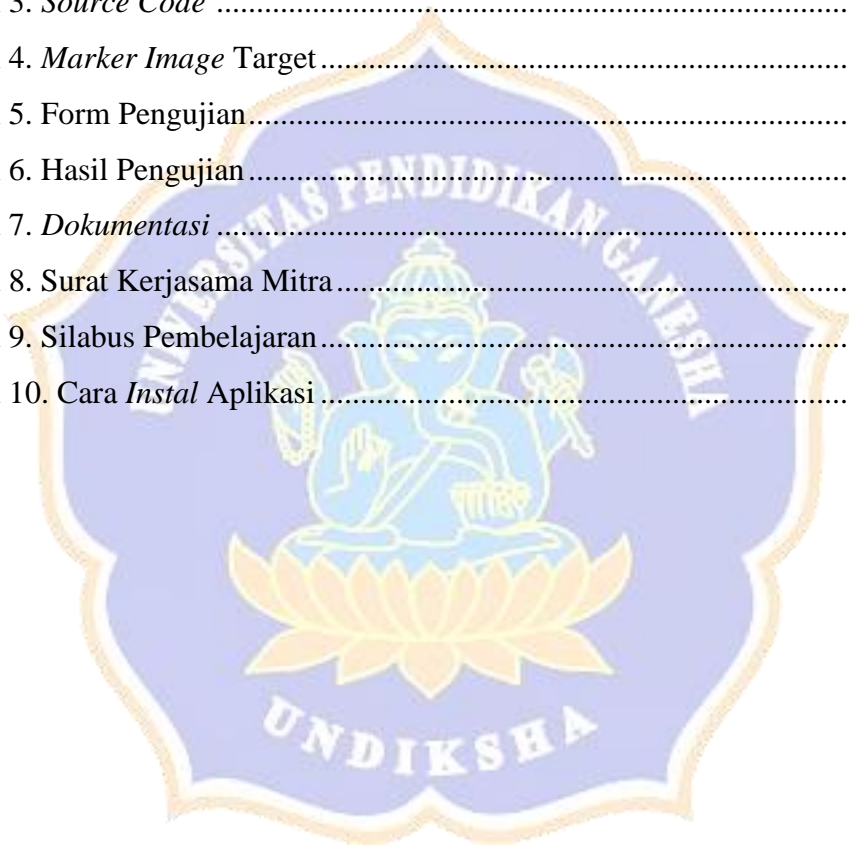 3. Source Code ........................................................................
4. Marker Image Target ........................................................................
5. Form Pengujian ........................................................................
6. Hasil Pengujian ........................................................................
7. Dokumentasi ........................................................................
8. Surat Kerjasama Mitra ........................................................................
9. Silabus Pembelajaran ........................................................................
10. Cara Instal Aplikasi ........................................................................
UNIVERSITAS PENDIDIKAN GANESHA
UNDIKSHA